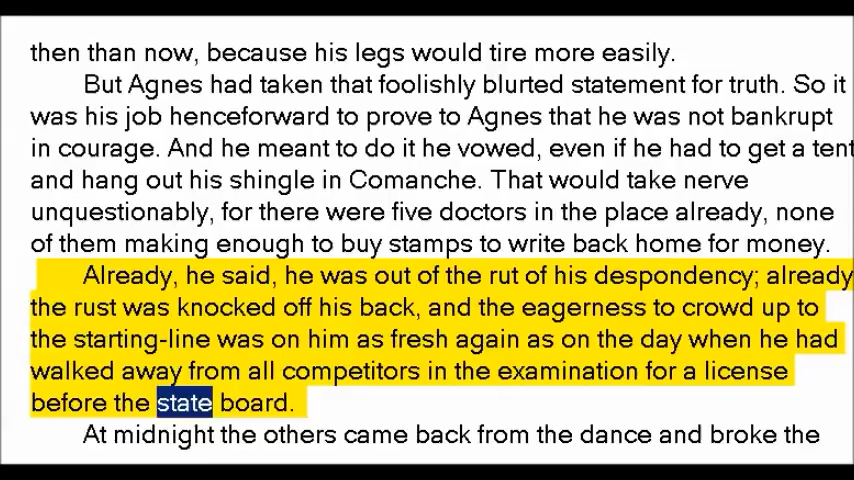 then than now, because his legs would tire more easily.
But Agnes had taken that foolishly blurted statement for truth. So it
was his job henceforward to prove to Agnes that he was not bankrupt
in courage. And he meant to do it he vowed, even if he had to get a tent
and hang out his shingle in Comanche. That would take nerve
unquestionably, for there were five doctors in the place already, none
of them making enough to buy stamps to write back home for money.
Already, he said, he was out of the rut of his despondency; already
the rust was knocked off his back, and the eagerness to crowd up to
the starting-line was on him as fresh again as on the day when he had
walked away from all competitors in the examination for a license
before the state board.
At midnight the others came back from the dance and broke the